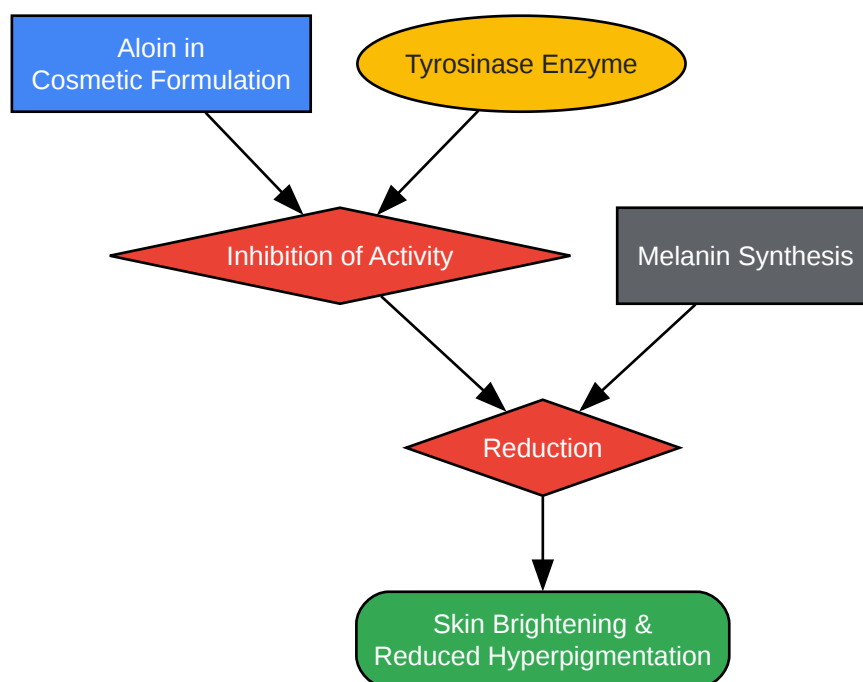 Aloin in
Cosmetic Formulation
Tyrosinase Enzyme
Inhibition of Activity
Melanin Synthesis
Reduction
Skin Brightening &
Reduced Hyperpigmentation